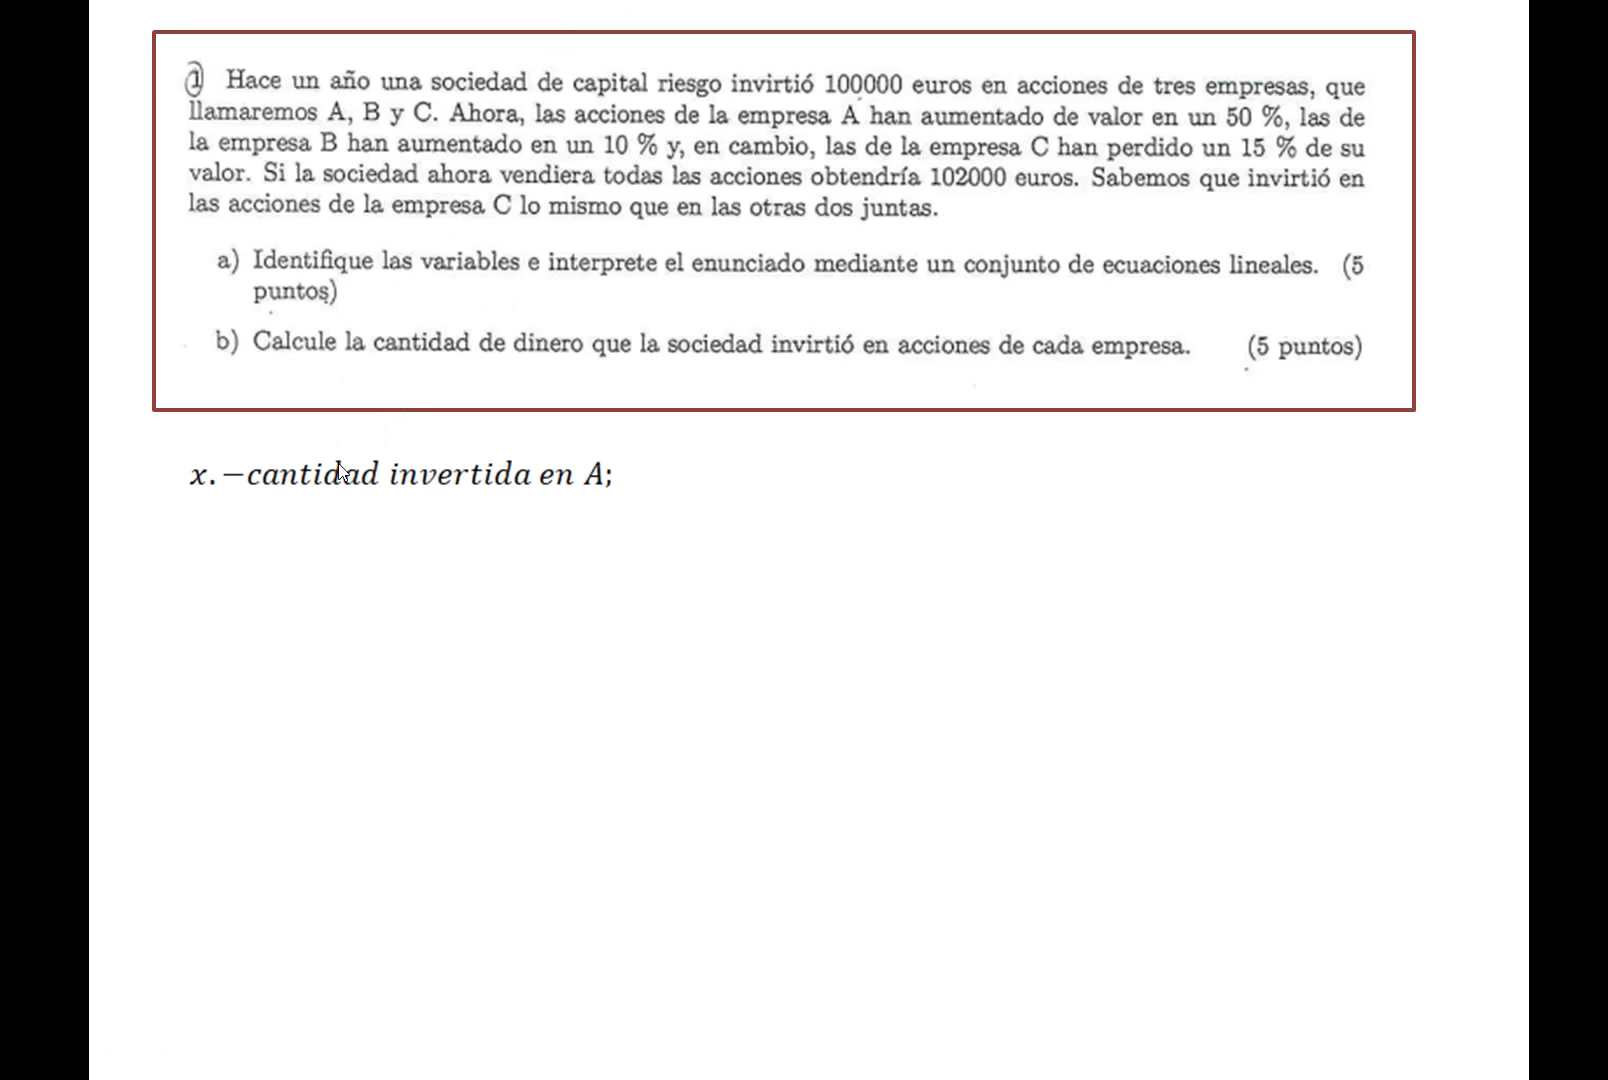 1 Hace un año una sociedad de capital riesgo invirtió 100000 euros en acciones de tres empresas, que
llamaremos A, B y C. Ahora, las acciones de la empresa A han aumentado de valor en un 50 %, las de
la empresa B han aumentado en un 10 % y, en cambio, las de la empresa C han perdido un 15 % de su
valor. Si la sociedad ahora vendiera todas las acciones obtendría 102000 euros. Sabemos que invirtió en
las acciones de la empresa C lo mismo que en las otras dos juntas.
a) Identifique las variables e interprete el enunciado mediante un conjunto de ecuaciones lineales. (5
puntos)
b) Calcule la cantidad de dinero que la sociedad invirtió en acciones de cada empresa. (5 puntos)
x.−cantidad invertida en A;